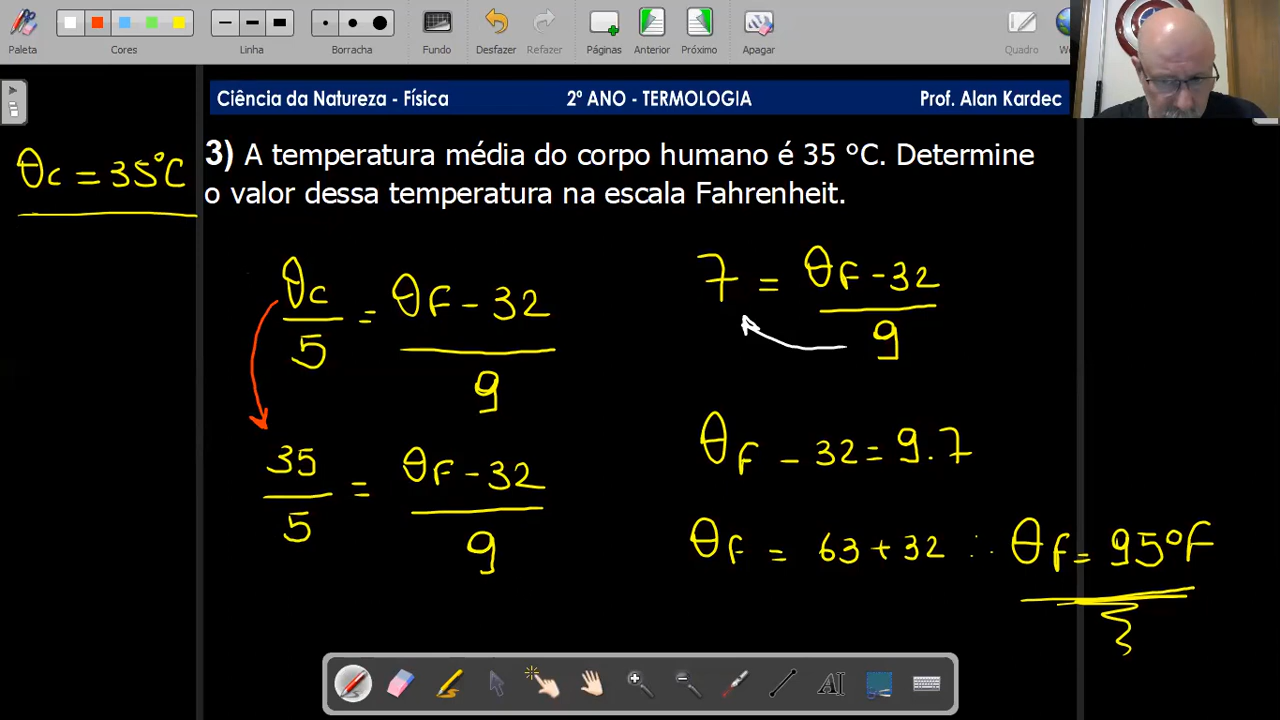 Paleta Cores Linha Borracha Fundo Desfazer Refazer Páginas Anterior Próximo Apagar Quadro
Ciência da Natureza - Física 2º ANO - TERMOLOGIA Prof. Alan Kardec
θc = 35°C
3) A temperatura média do corpo humano é 35 °C. Determine
o valor dessa temperatura na escala Fahrenheit.
θc/5 = θF - 32/9
35/5 = θF - 32/9
7 = θF - 32/9
θF - 32 = 9.7
θF = 63 + 32 ∴ θF = 95°F
AI